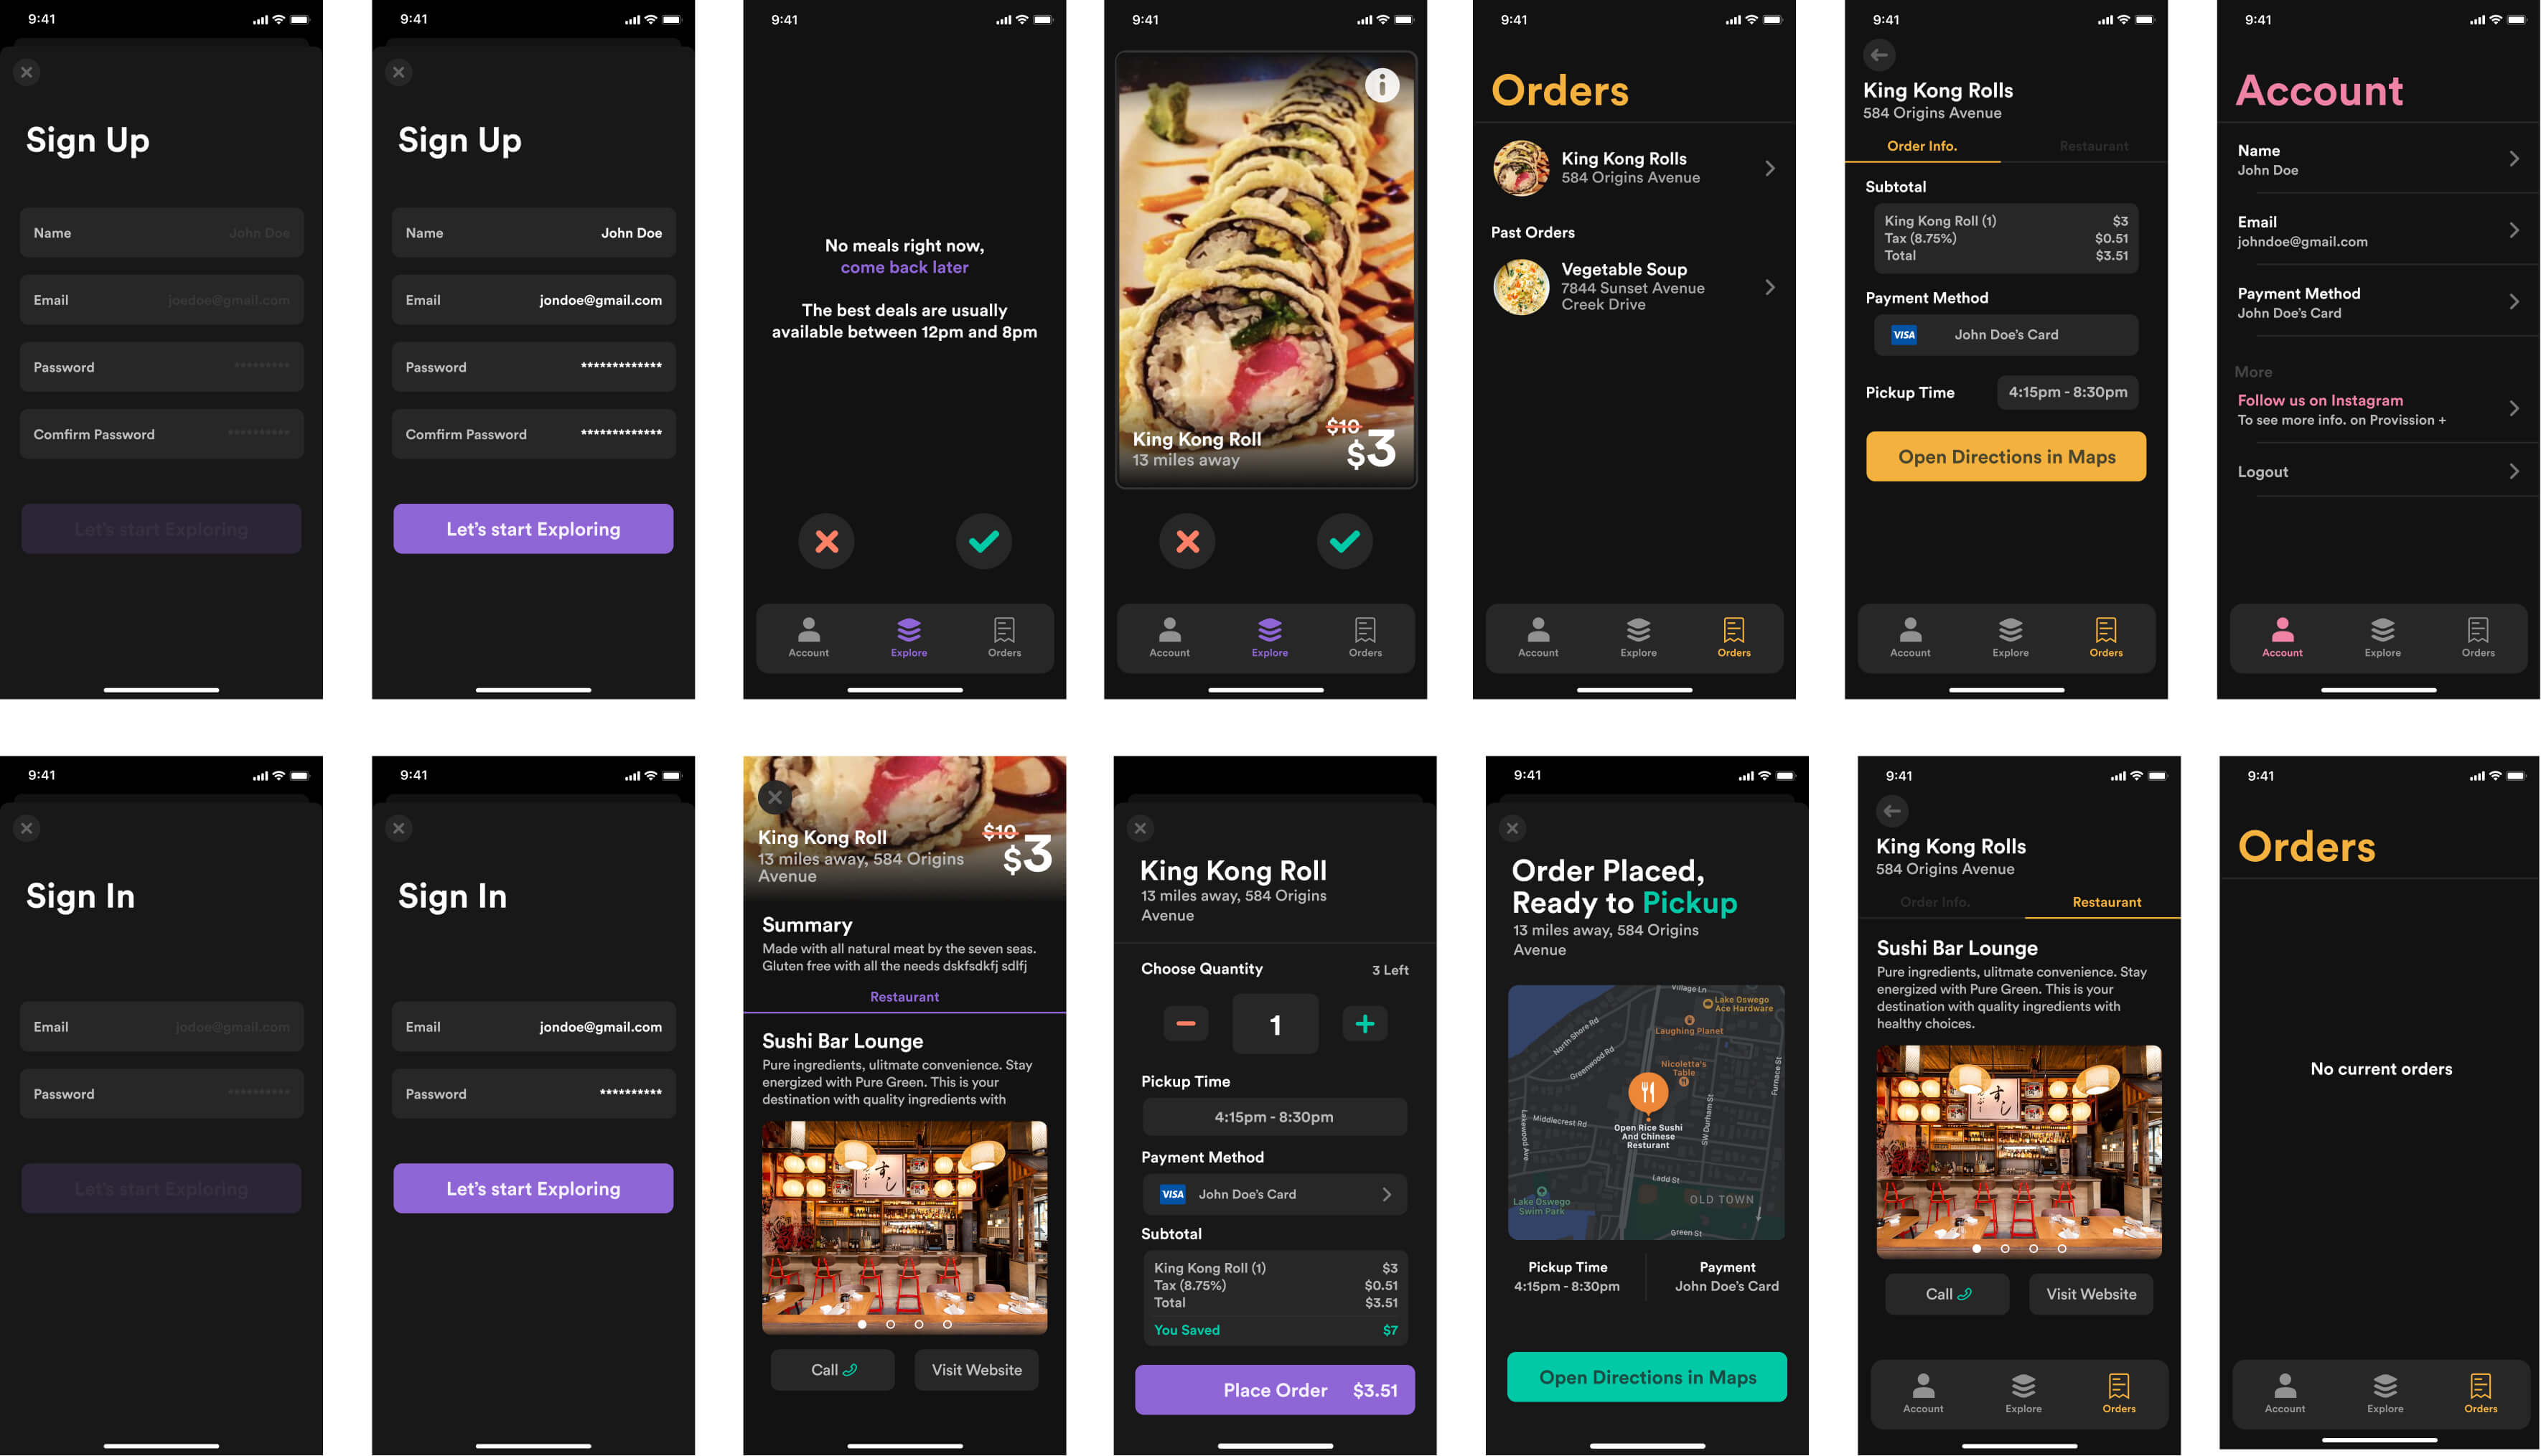 9:41
Sign Up
Name John Doe
Email joedoe@gmail.com
Password *********
Comfirm Password **********
Let's start Exploring
9:41
Sign Up
Name John Doe
Email jondoe@gmail.com
Password *************
Comfirm Password *************
Let's start Exploring
9:41
No meals right now,
come back later
The best deals are usually
available between 12pm and 8pm
Account Explore Orders
9:41
King Kong Roll $10
13 miles away $3
Account Explore Orders
9:41
Orders
King Kong Rolls
584 Origins Avenue
Past Orders
Vegetable Soup
7844 Sunset Avenue
Creek Drive
Account Explore Orders
9:41
King Kong Rolls
584 Origins Avenue
Order Info. Restaurant
Subtotal
King Kong Roll (1) $3
Tax (8.75%) $0.51
Total $3.51
Payment Method
VISA John Doe's Card
Pickup Time 4:15pm - 8:30pm
Open Directions in Maps
Account Explore Orders
9:41
Account
Name
John Doe
Email
johndoe@gmail.com
Payment Method
John Doe's Card
More
Follow us on Instagram
To see more info. on Provission +
Logout
Account Explore Orders
9:41
Sign In
Email jodoe@gmail.com
Password **********
Let's start Exploring
9:41
Sign In
Email jondoe@gmail.com
Password **********
Let's start Exploring
King Kong Roll $10
13 miles away, 584 Origins $3
Avenue
Summary
Made with all natural meat by the seven seas.
Gluten free with all the needs dskfsdkfj sdlfj
Restaurant
Sushi Bar Lounge
Pure ingredients, ulitmate convenience. Stay
energized with Pure Green. This is your
destination with quality ingredients with
すし
Call Visit Website
King Kong Roll
13 miles away, 584 Origins
Avenue
Choose Quantity 3 Left
1
Pickup Time
4:15pm - 8:30pm
Payment Method
VISA John Doe's Card
Subtotal
King Kong Roll (1) $3
Tax (8.75%) $0.51
Total $3.51
You Saved $7
Place Order $3.51
9:41
Order Placed,
Ready to Pickup
13 miles away, 584 Origins
Avenue
Village Ln
Lake Oswego
Ace Hardware
Laughing Planet
North Shore Rd
Greenwood Rd
Nicoletta's
Table
Furnace St
Lakewood Ave
Middlecrest Rd
SW Durham St
Open Rice Sushi
And Chinese
Resturant
Ladd St
Lake Oswego
Swim Park
OLD TOWN
Green St
Pickup Time Payment
4:15pm - 8:30pm John Doe's Card
Open Directions in Maps
9:41
King Kong Rolls
584 Origins Avenue
Order Info. Restaurant
Sushi Bar Lounge
Pure ingredients, ulitmate convenience. Stay
energized with Pure Green. This is your
destination with quality ingredients with
healthy choices.
すし
Call Visit Website
Account Explore Orders
9:41
Orders
No current orders
Account Explore Orders